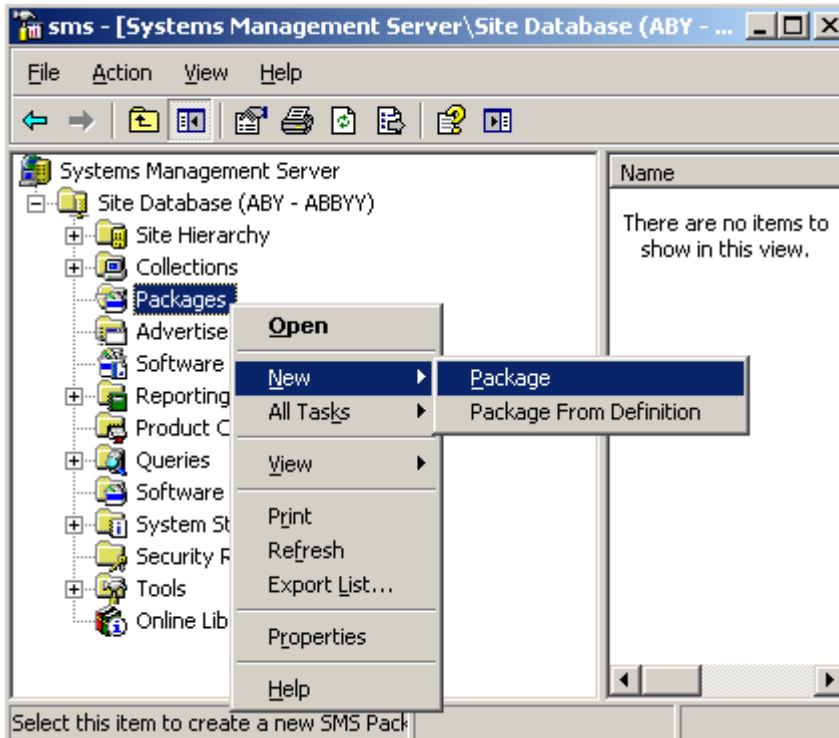 sms - [Systems Management Server\Site Database (ABY - ...
File Action View Help
Systems Management Server
Site Database (ABY - ABBYY)
Site Hierarchy
Collections
Packages
Advertise
Software
Reporting
Product C
Queries
Software
System St
Security R
Tools
Online Lib
Open
New
All Tasks
View
Print
Refresh
Export List...
Properties
Help
Package
Package From Definition
Name
There are no items to
show in this view.
Select this item to create a new SMS Pack